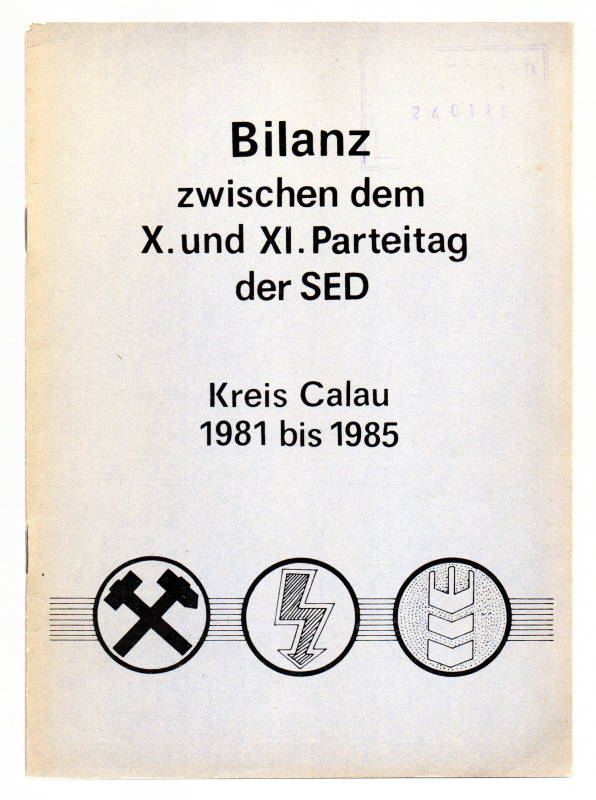 Bilanz
zwischen dem
X. und XI. Parteitag
der SED
Kreis Calau
1981 bis 1985